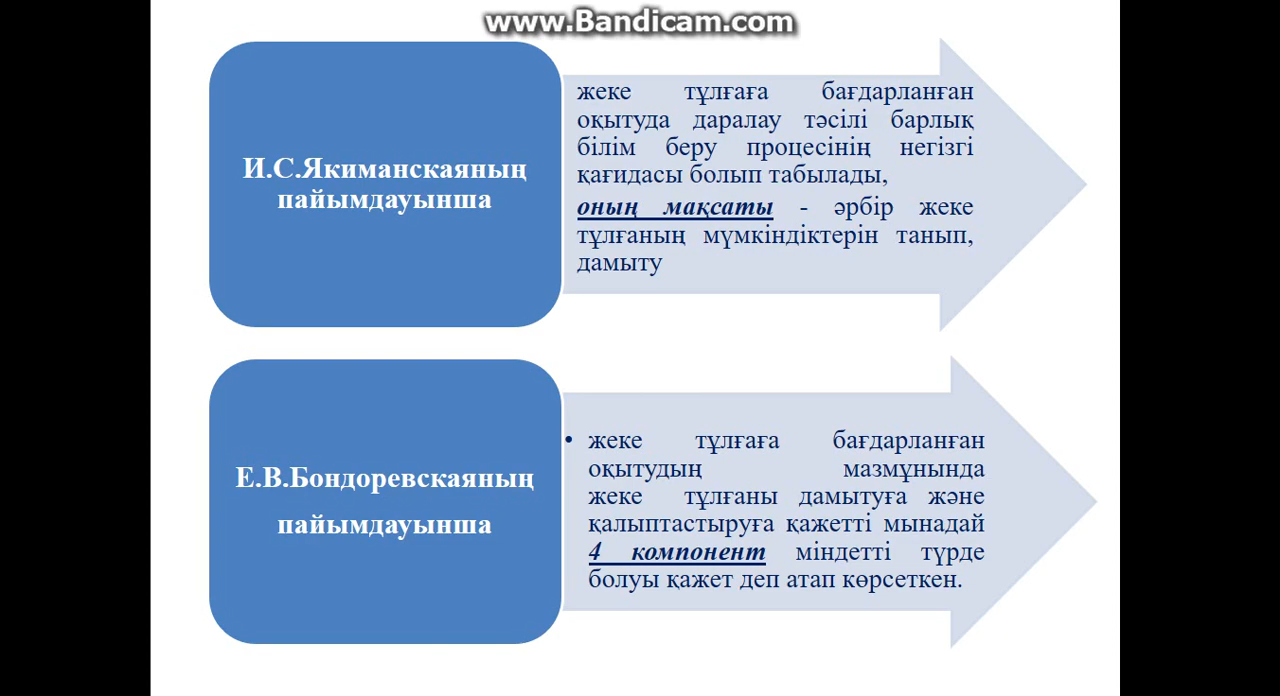 www.Bandicam.com
И.С.Якиманскаяның
пайымдауынша
жеке тұлғаға бағдарланған
оқытуда даралау тәсілі барлық
білім беру процесінің негізгі
қағидасы болып табылады,
оның мақсаты - әрбір жеке
тұлғаның мүмкіндіктерін танып,
дамыту
Е.В.Бондоревскаяның
пайымдауынша
• жеке тұлғаға бағдарланған
оқытудың мазмұнында
жеке тұлғаны дамытуға және
қалыптастыруға қажетті мынадай
4 компонент міндетті түрде
болуы қажет деп атап көрсеткен.